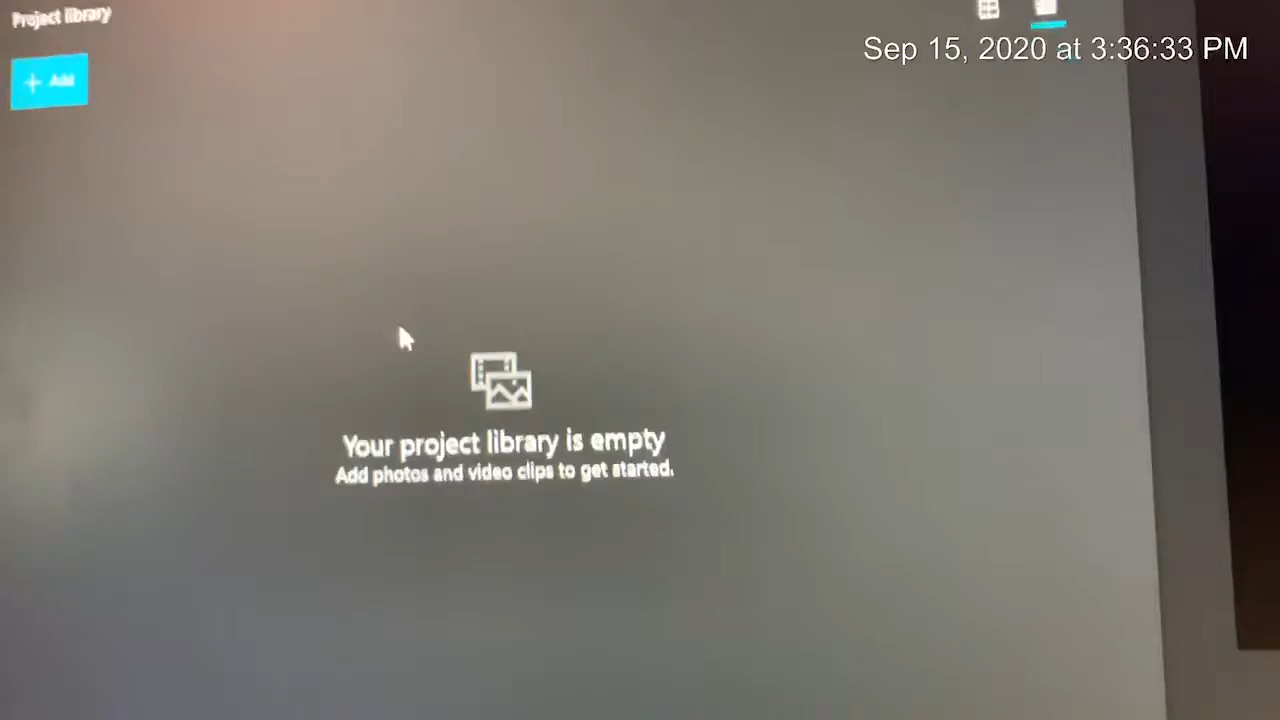 Project library
Sep 15, 2020 at 3:36:33 PM
+ Add
Your project library is empty
Add photos and video clips to get started.